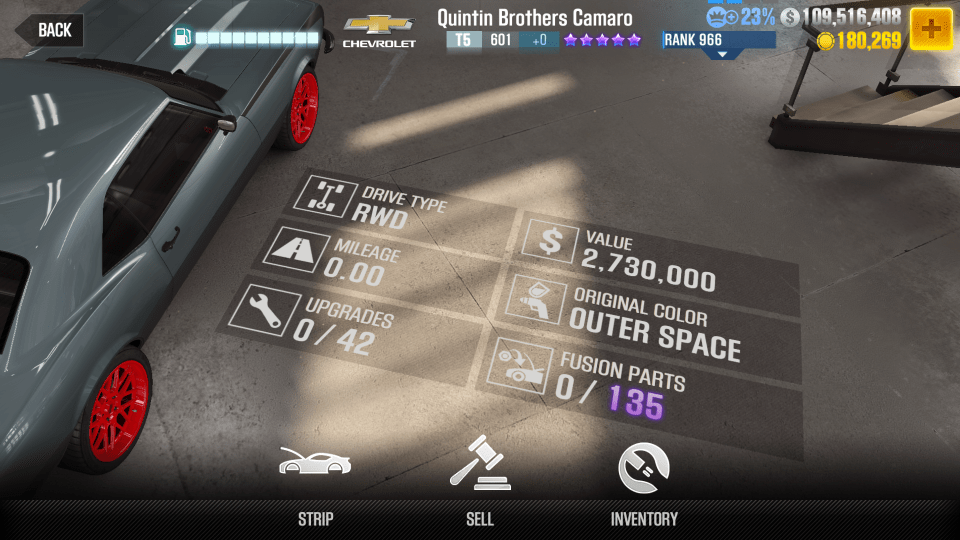 BACK
CHEVROLET
Quintin Brothers Camaro
T5 601 +0
23%
109,516,408
RANK 966
180,269
DRIVE TYPE
RWD
MILEAGE
0.00
UPGRADES
0 / 42
VALUE
2,730,000
ORIGINAL COLOR
OUTER SPACE
FUSION PARTS
0 / 135
STRIP
SELL
INVENTORY